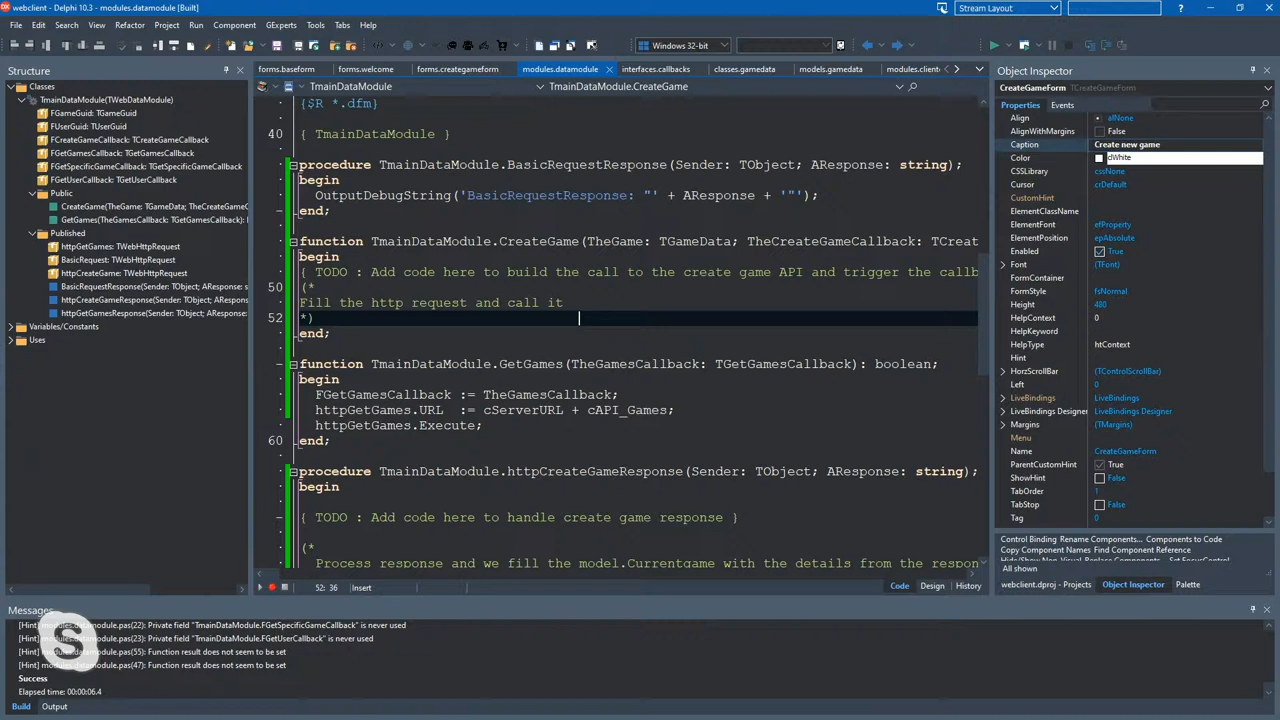 webclient - Delphi 10.3 - modules.datamodule [Built]
Stream Layout
File Edit Search View Refactor Project Run Component GExperts Tools Tabs Help
Windows 32-bit
Structure
Classes
TmainDataModule(TWebDataModule)
FGameGuid: TGameGuid
FUserGuid: TUserGuid
FCreateGameCallback: TCreateGameCallback
FGetGamesCallback: TGetGamesCallback
FGetSpecificGameCallback: TGetSpecificGameCallback
FGetUserCallback: TGetUserCallback
Public
CreateGame(TheGame: TGameData; TheCreateGame
GetGames(TheGamesCallback: TGetGamesCallback):
Published
httpGetGames: TWebHttpRequest
BasicRequest: TWebHttpRequest
httpCreateGame: TWebHttpRequest
BasicRequestResponse(Sender: TObject; AResponse: s
httpCreateGameResponse(Sender: TObject; ARespons
httpGetGamesResponse(Sender: TObject; AResponse:
Variables/Constants
Uses
forms.baseform forms.welcome forms.creategameform modules.datamodule interfaces.callbacks classes.gamedata models.gamedata modules.client
TmainDataModule TmainDataModule.CreateGame
{$R *.dfm}
40 { TmainDataModule }
procedure TmainDataModule.BasicRequestResponse(Sender: TObject; AResponse: string);
begin
OutputDebugString('BasicRequestResponse: "' + AResponse + '"');
end;
function TmainDataModule.CreateGame(TheGame: TGameData; TheCreateGameCallback: TCreat
begin
{ TODO : Add code here to build the call to the create game API and trigger the callb
50 (*
Fill the http request and call it
52 *)
end;
function TmainDataModule.GetGames(TheGamesCallback: TGetGamesCallback): boolean;
begin
FGetGamesCallback := TheGamesCallback;
httpGetGames.URL := cServerURL + cAPI_Games;
httpGetGames.Execute;
60 end;
procedure TmainDataModule.httpCreateGameResponse(Sender: TObject; AResponse: string);
begin
{ TODO : Add code here to handle create game response }
(*
Process response and we fill the model.Currentgame with the details from the respon
52: 36 Insert
Code Design History
Object Inspector
CreateGameForm TCreateGameForm
Properties Events
Align alNone
AlignWithMargins False
Caption Create new game
Color clWhite
CSSLibrary cssNone
Cursor crDefault
CustomHint
ElementClassName
ElementFont efProperty
ElementPosition epAbsolute
Enabled True
Font (TFont)
FormContainer
FormStyle fsNormal
Height 480
HelpContext 0
HelpKeyword
HelpType htContext
Hint
HorzScrollBar (TControlScrollBar)
Left 0
LiveBindings LiveBindings
LiveBindings Designer LiveBindings Designer
Margins (TMargins)
Menu
Name CreateGameForm
ParentCustomHint True
ShowHint False
TabOrder 1
TabStop False
Tag 0
Control Binding Rename Components... Components to Code
Copy Component Names Find Component Reference
All shown
webclient.dproj - Projects Object Inspector Palette
Messages
[Hint] modules.datamodule.pas(22): Private field "TmainDataModule.FGetSpecificGameCallback" is never used
[Hint] modules.datamodule.pas(23): Private field "TmainDataModule.FGetUserCallback" is never used
[Hint] modules.datamodule.pas(55): Function result does not seem to be set
[Hint] modules.datamodule.pas(47): Function result does not seem to be set
Success
Elapsed time: 00:00:06.4
Build Output